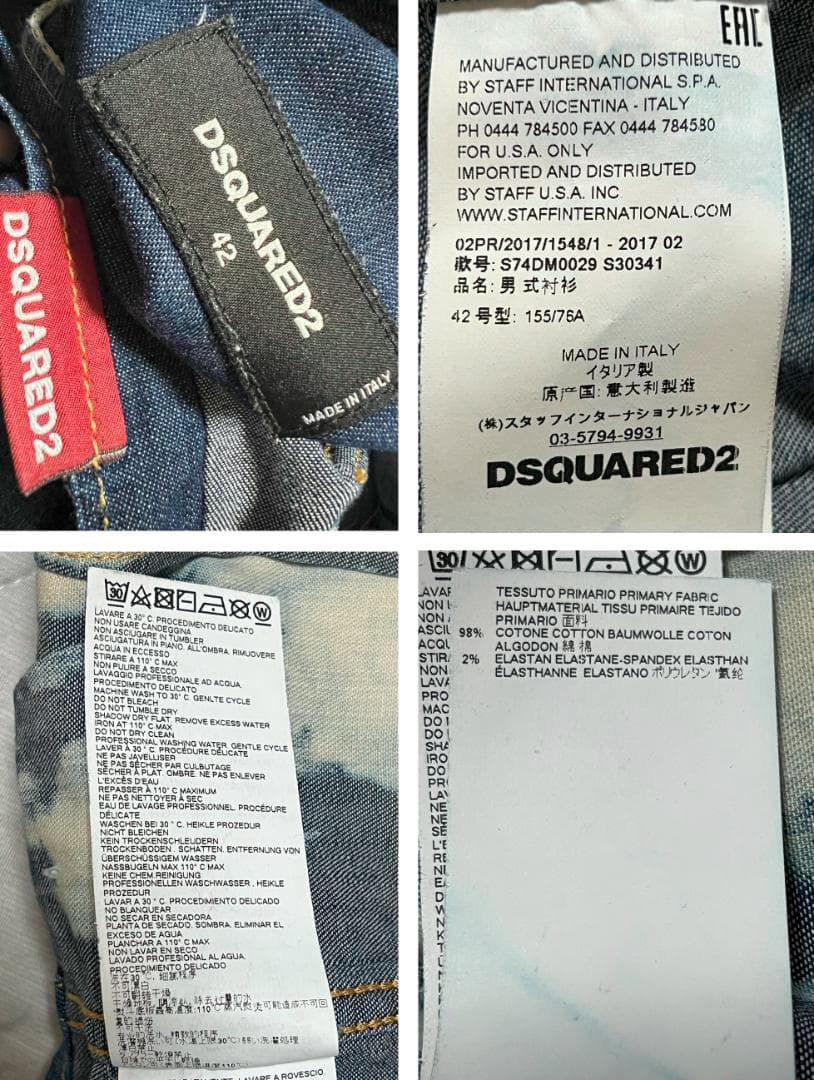 DSQUARED2
DSQUARED2
42
MADE IN ITALY
EAC
MANUFACTURED AND DISTRIBUTED
BY STAFF INTERNATIONAL S.P.A.
NOVENTA VICENTINA - ITALY
PH 0444 784500 FAX 0444 784530
FOR U.S.A. ONLY
IMPORTED AND DISTRIBUTED
BY STAFF U.S.A. INC.
WWW.STAFFINTERNATIONAL.COM
02PR/2017/1548/1 - 2017 02
款号: S74DM0029 S30341
品名: 男式衬衫
42 号型: 155/76A
MADE IN ITALY
イタリア製
原产国: 意大利製造
(株)スタッフインターナショナルジャパン
03-5794-9931
DSQUARED2
30 W
LAVARE A 30° C. PROCEDIMENTO DELICATO
NON USARE CANDEGGINA
NON ASCIUGARE IN TUMBLER
ASCIUGATURA IN PIANO. ALL'OMBRA. RIMUOVERE
ACQUA IN ECCESSO
STIRARE A 110°C MAX
NON PULIRE A SECCO
LAVAGGIO PROFESSIONALE AD ACQUA.
PROCEDIMENTO DELICATO
MACHINE WASH TO 30° C. GENLTE CYCLE
DO NOT BLEACH
DO NOT TUMBLE DRY
SHADOW DRY FLAT. REMOVE EXCESS WATER
IRON AT 110°C MAX
DO NOT DRY CLEAN
PROFESSIONAL WASHING WATER. GENTLE CYCLE
LAVER À 30° C. PROCÉDURE DÉLICATE
NE PAS JAVELLISER
NE PAS SÉCHER PAR CULBUTAGE
SÉCHER À PLAT. OMBRE. NE PAS ENLEVER
L'EXCÈS D'EAU
REPASSER À 110°C MAXIMUM
NE PAS NETTOYER À SEC
EAU DE LAVAGE PROFESSIONNEL. PROCÉDURE
DÉLICATE
WASCHEN BEI 30° C. HEIKLE PROZEDUR
NICHT BLEICHEN
KEIN TROCKENSCHLEUDERN
TROCKENBODEN. SCHATTEN. ENTFERNUNG VON
ÜBERSCHÜSSIGEM WASSER
NASSBÜGELN MAX 110°C MAX
KEINE CHEM.REINIGUNG
PROFESSIONELLEN WASCHWASSER. HEIKLE
PROZEDUR
LAVAR A 30° C. PROCEDIMIENTO DELICADO
NO BLANQUEAR
NO SECAR EN SECADORA
PLANTA DE SECADO. SOMBRA. ELIMINAR EL
EXCESO DE AGUA
PLANCHAR A 110°C MAX
NON LAVAR EN SECO
LAVADO PROFESIONAL AL AGUA.
PROCEDIMIENTO DELICADO
LAVARE A ROVESCIO.
30 W
TESSUTO PRIMARIO PRIMARY FABRIC
HAUPTMATERIAL TISSU PRIMAIRE TEJIDO
PRIMARIO 面料
98% COTONE COTTON BAUMWOLLE COTON
ALGODON 綿 棉
2% ELASTAN ELASTANE-SPANDEX ELASTHAN
ÉLASTHANNE ELASTANO ポリウレタン 氨纶